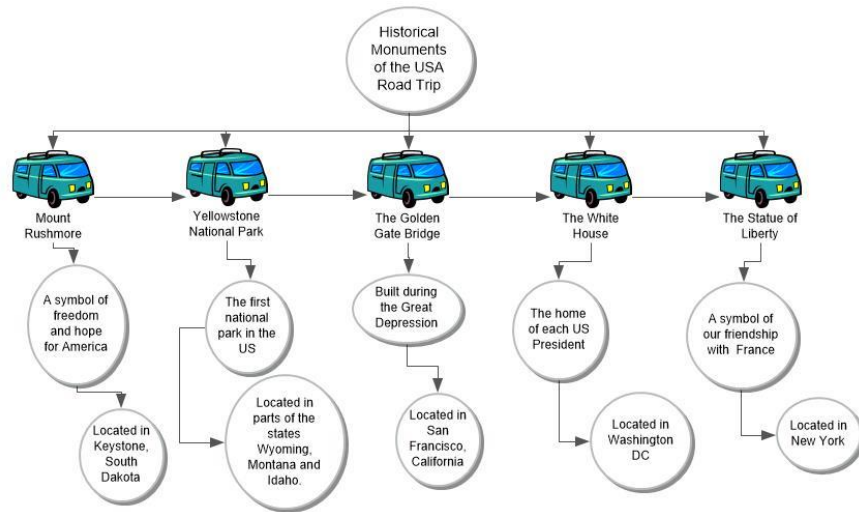 Historical
Monuments
of the USA
Road Trip
Mount
Rushmore
Yellowstone
National Park
The Golden
Gate Bridge
The White
House
The Statue of
Liberty
A symbol of
freedom
and hope
for America
The first
national
park in the
US
Built during
the Great
Depression
The home
of each US
President
A symbol of
our friendship
with France
Located in
Keystone,
South
Dakota
Located in
parts of the
states
Wyoming,
Montana and
Idaho.
Located in
San
Francisco,
California
Located in
Washington
DC
Located in
New York